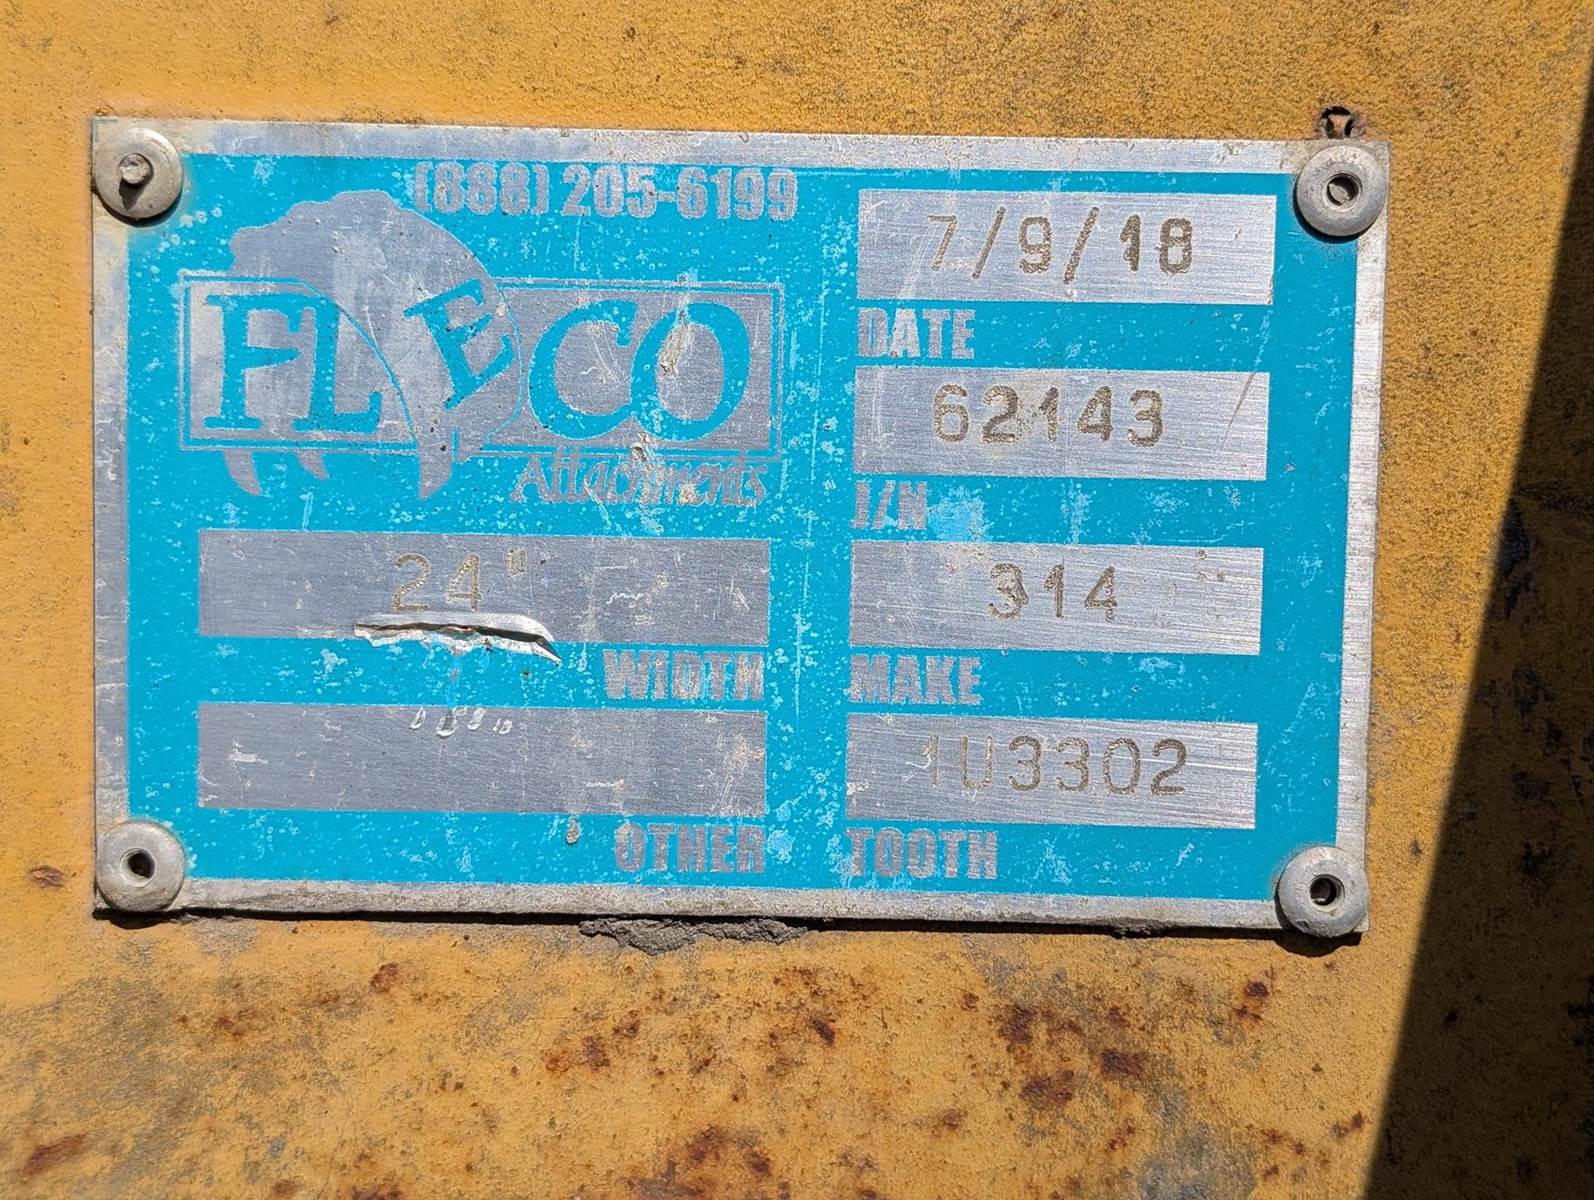 (888) 205-6199
FLECO
Attachments
7/9/18
DATE
62143
J/N
24"
WIDTH
314
MAKE
OTHER
1U3302
TOOTH